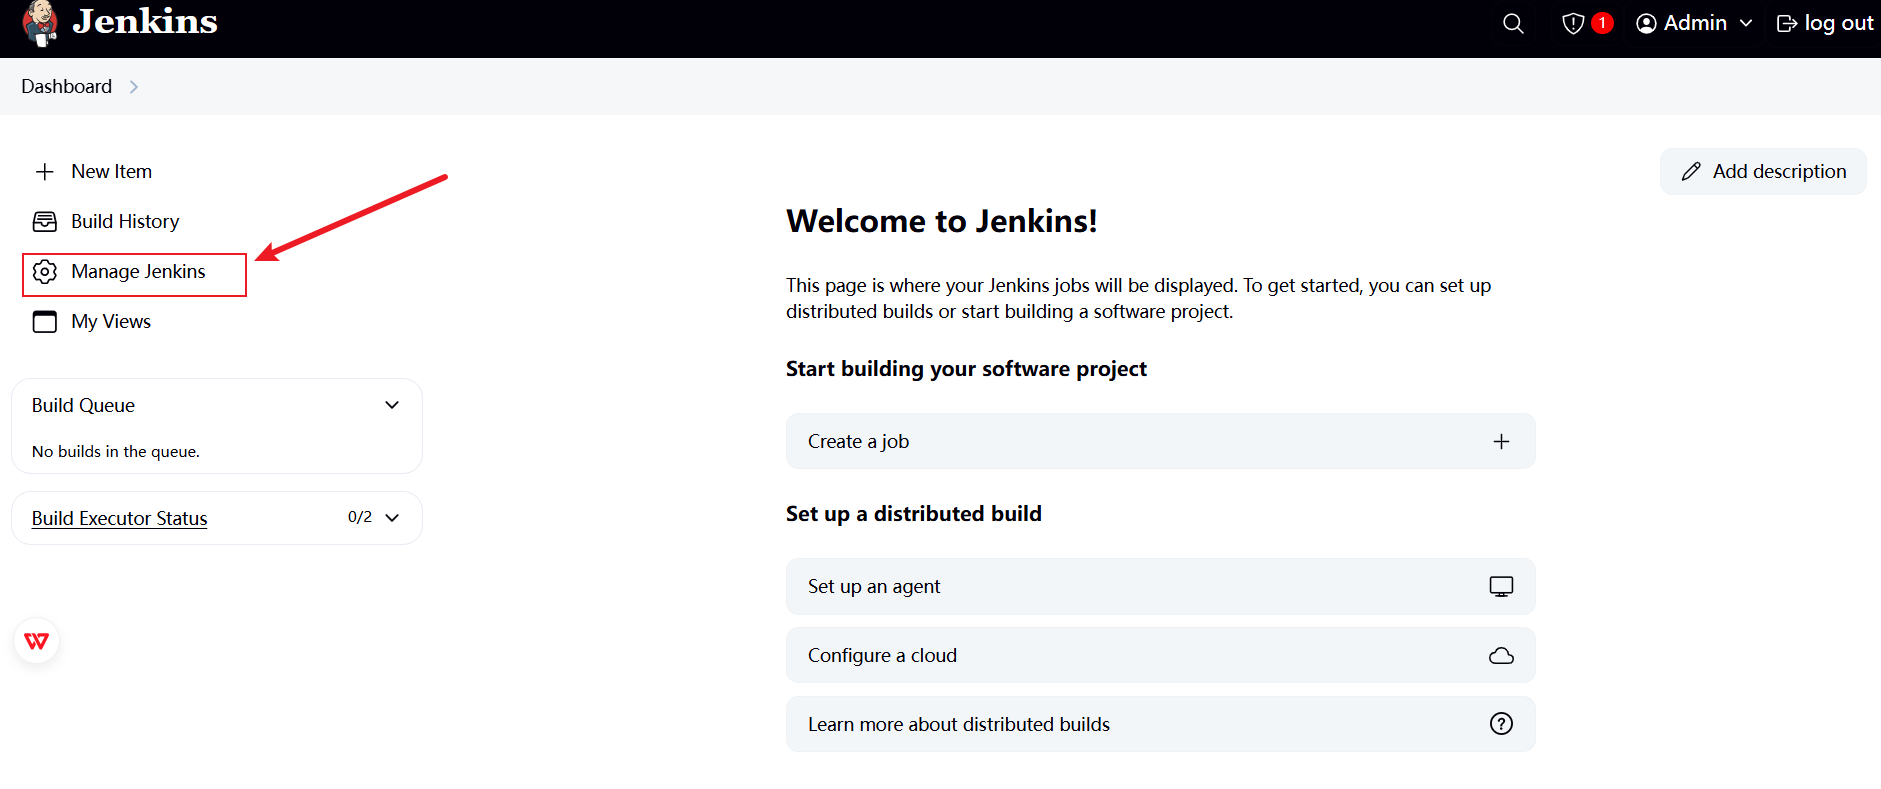 Jenkins
1
Admin
log out
Dashboard
New Item
Build History
Manage Jenkins
My Views
Build Queue
No builds in the queue.
Build Executor Status
0/2
Add description
Welcome to Jenkins!
This page is where your Jenkins jobs will be displayed. To get started, you can set up
distributed builds or start building a software project.
Start building your software project
Create a job
Set up a distributed build
Set up an agent
Configure a cloud
Learn more about distributed builds